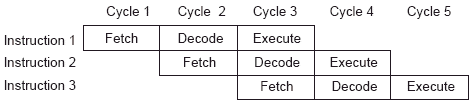 Cycle 1 Cycle 2 Cycle 3 Cycle 4 Cycle 5
Instruction 1 Fetch Decode Execute
Instruction 2 Fetch Decode Execute
Instruction 3 Fetch Decode Execute